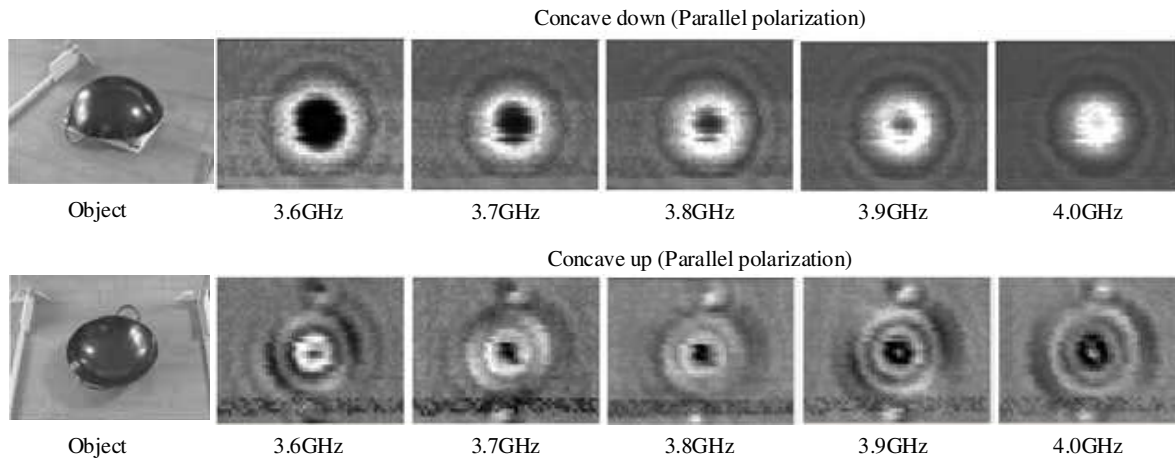 Concave down (Parallel polarization)
Object 3.6GHz 3.7GHz 3.8GHz 3.9GHz 4.0GHz
Concave up (Parallel polarization)
Object 3.6GHz 3.7GHz 3.8GHz 3.9GHz 4.0GHz